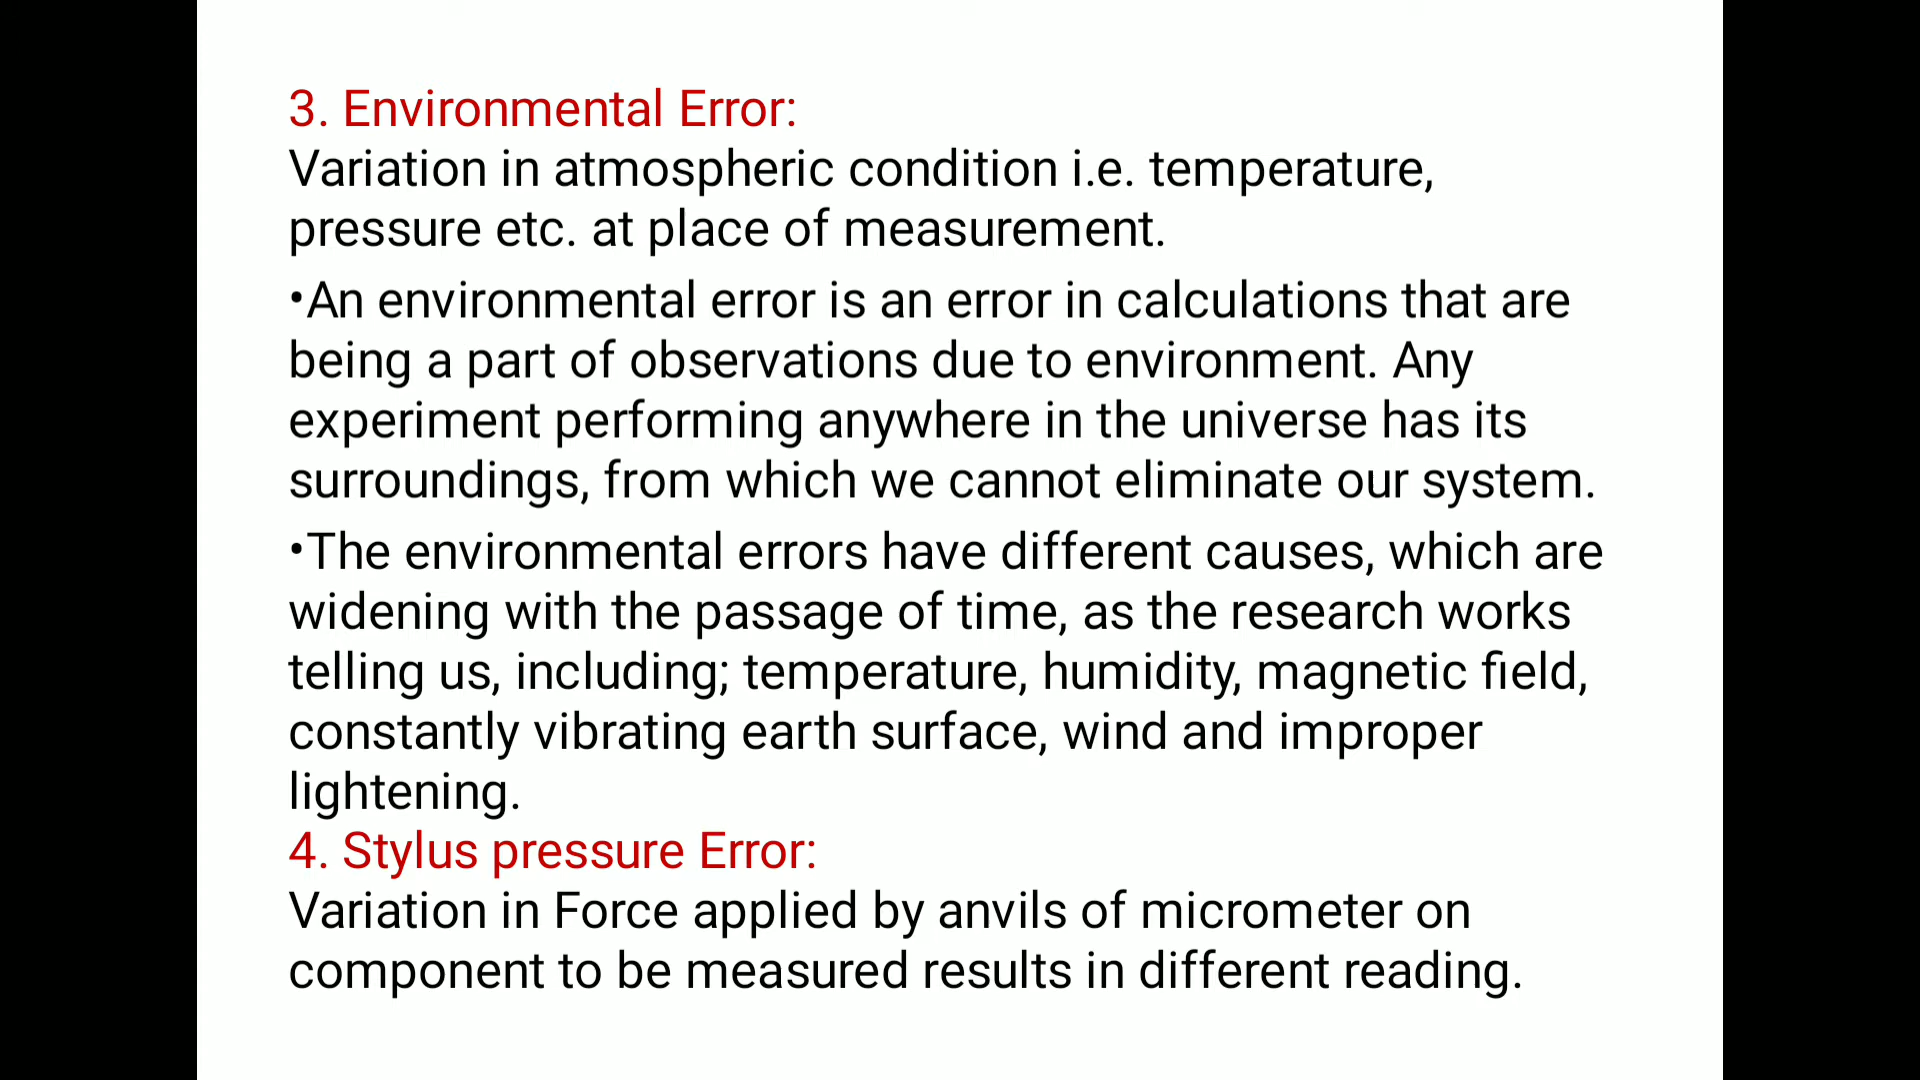 3. Environmental Error:
Variation in atmospheric condition i.e. temperature,
pressure etc. at place of measurement.
•An environmental error is an error in calculations that are
being a part of observations due to environment. Any
experiment performing anywhere in the universe has its
surroundings, from which we cannot eliminate our system.
•The environmental errors have different causes, which are
widening with the passage of time, as the research works
telling us, including; temperature, humidity, magnetic field,
constantly vibrating earth surface, wind and improper
lightening.
4. Stylus pressure Error:
Variation in Force applied by anvils of micrometer on
component to be measured results in different reading.